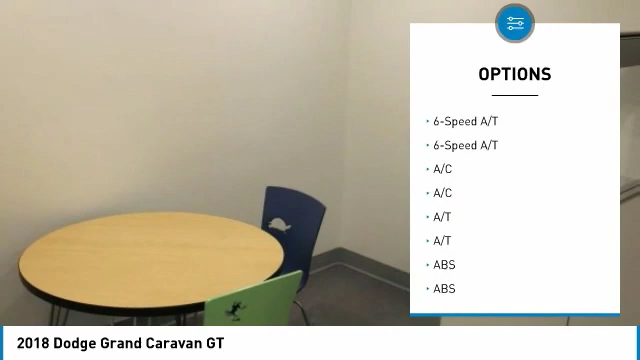 OPTIONS
• 6-Speed A/T
• 6-Speed A/T
• A/C
• A/C
• A/T
• A/T
• ABS
• ABS
2018 Dodge Grand Caravan GT